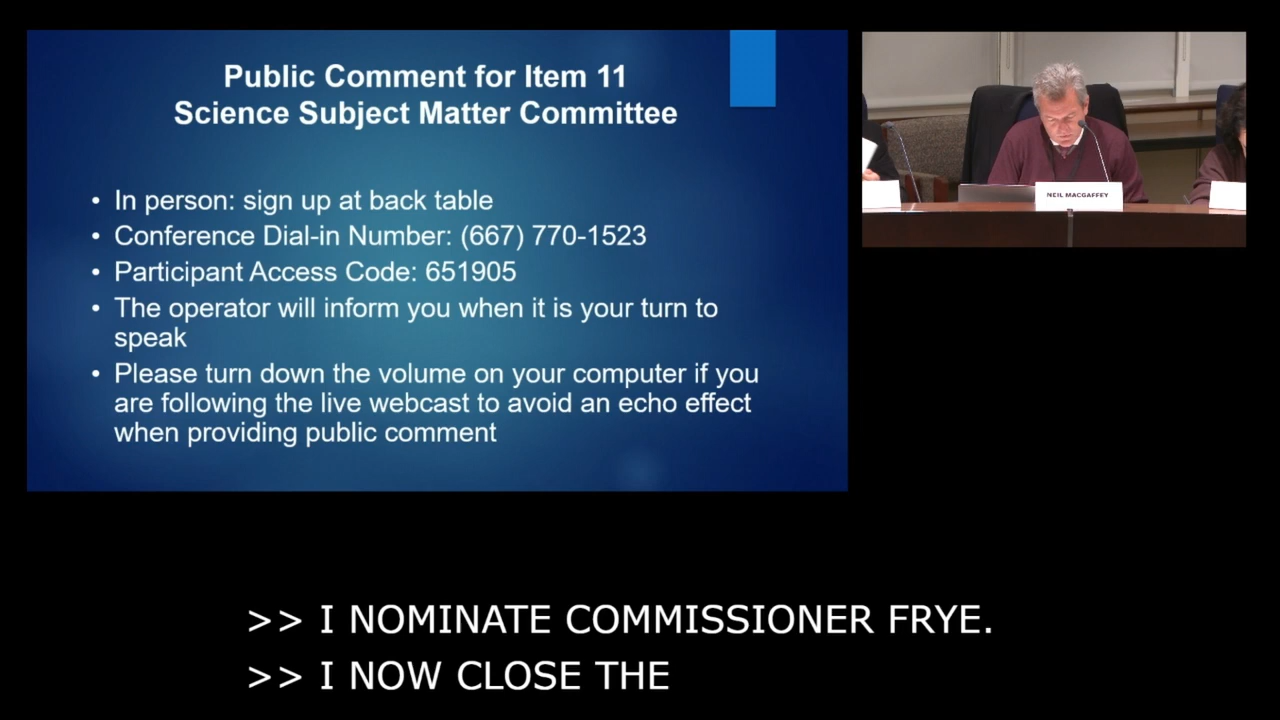 Public Comment for Item 11
Science Subject Matter Committee
• In person: sign up at back table
• Conference Dial-in Number: (667) 770-1523
• Participant Access Code: 651905
• The operator will inform you when it is your turn to
speak
• Please turn down the volume on your computer if you
are following the live webcast to avoid an echo effect
when providing public comment
NEIL MACGAFFEY
>> I NOMINATE COMMISSIONER FRYE.
>> I NOW CLOSE THE